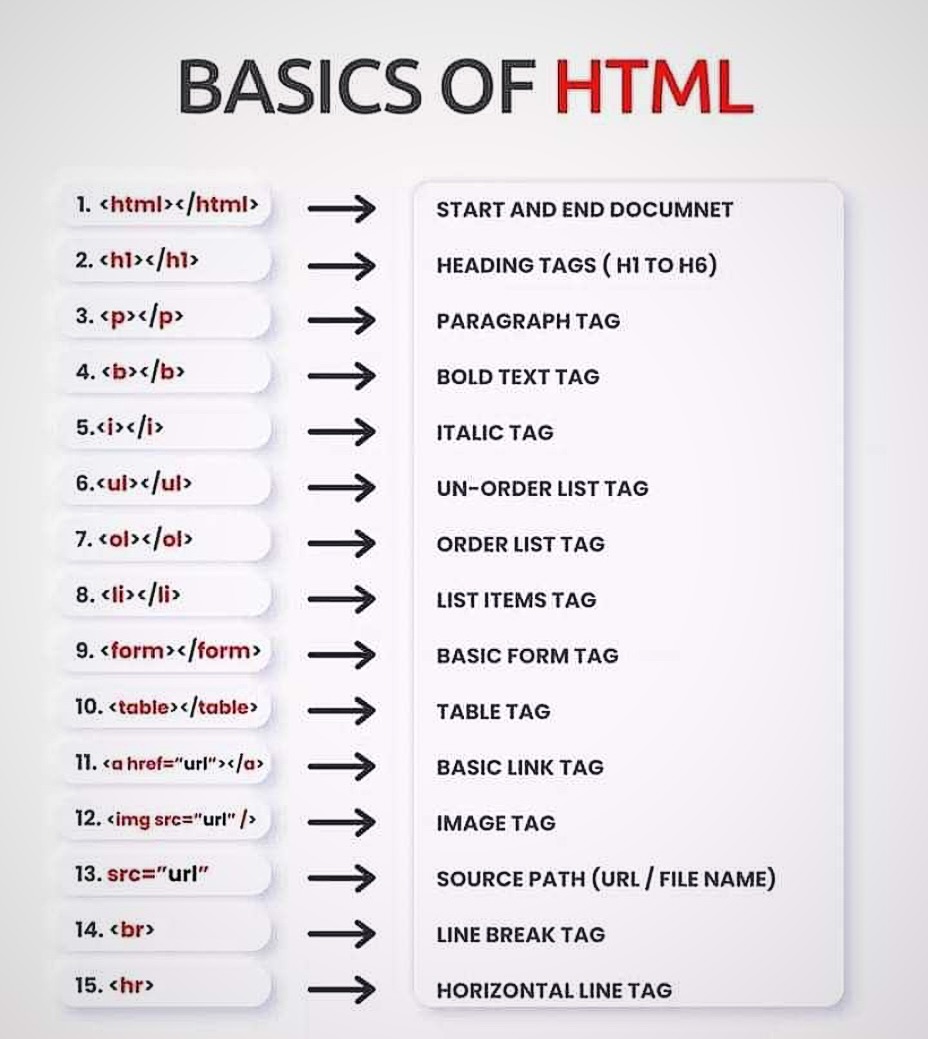 BASICS OF HTML
1. <html></html> → START AND END DOCUMNET
2. <h1></h1> → HEADING TAGS ( H1 TO H6)
3. <p></p> → PARAGRAPH TAG
4. <b></b> → BOLD TEXT TAG
5.<i></i> → ITALIC TAG
6.<ul></ul> → UN-ORDER LIST TAG
7. <ol></ol> → ORDER LIST TAG
8. <li></li> → LIST ITEMS TAG
9. <form></form> → BASIC FORM TAG
10. <table></table> → TABLE TAG
11. <a href="url"></a> → BASIC LINK TAG
12. <img src="url" /> → IMAGE TAG
13. src="url" → SOURCE PATH (URL / FILE NAME)
14. <br> → LINE BREAK TAG
15. <hr> → HORIZONTAL LINE TAG